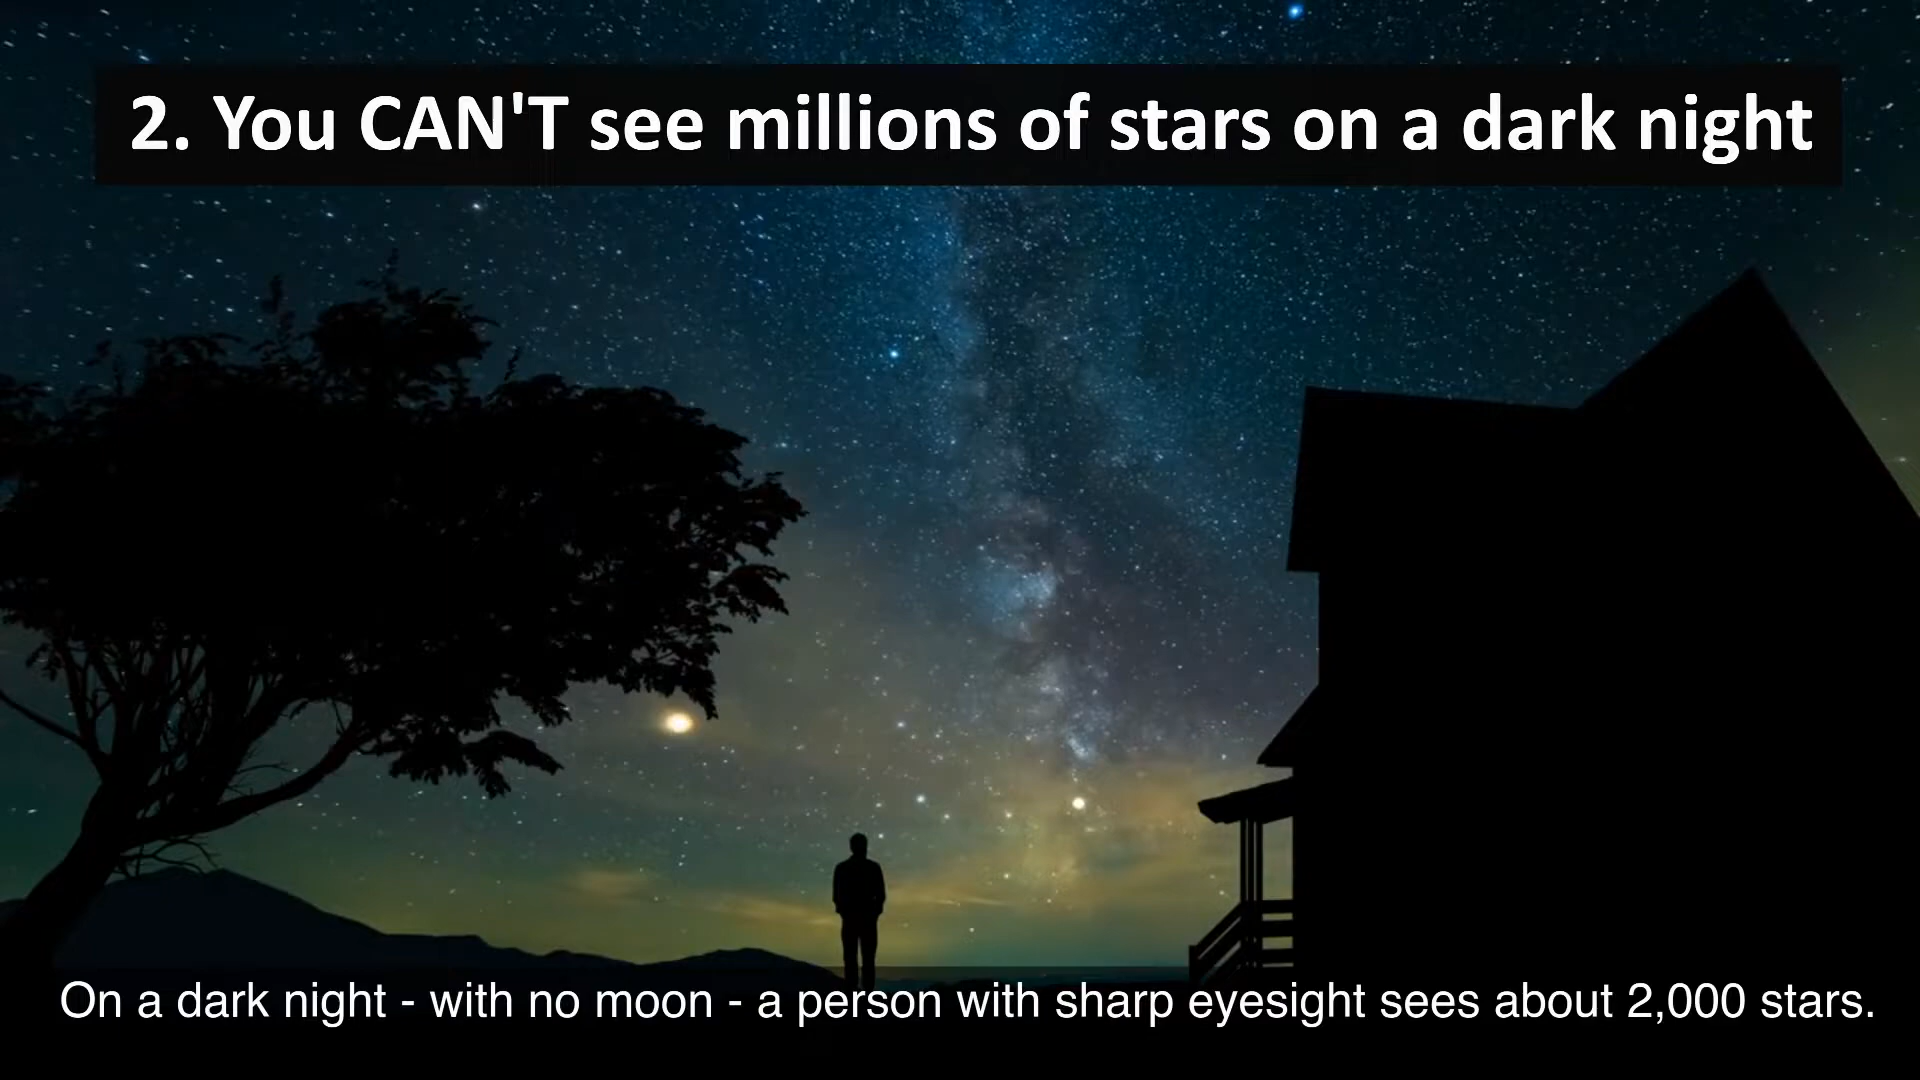 2. You CAN'T see millions of stars on a dark night
On a dark night - with no moon - a person with sharp eyesight sees about 2,000 stars.